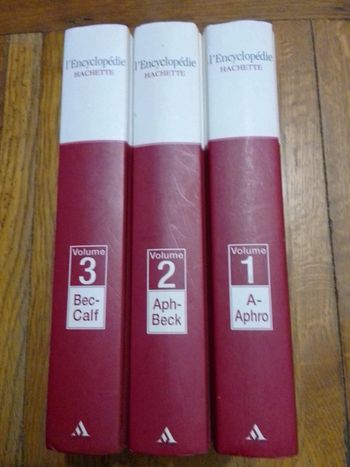 l'Encyclopédie
HACHETTE
Volume
3
Bec-
Calf
l'Encyclopédie
HACHETTE
Volume
2
Aph-
Beck
l'Encyclopédie
HACHETTE
Volume
1
A-
Aphro